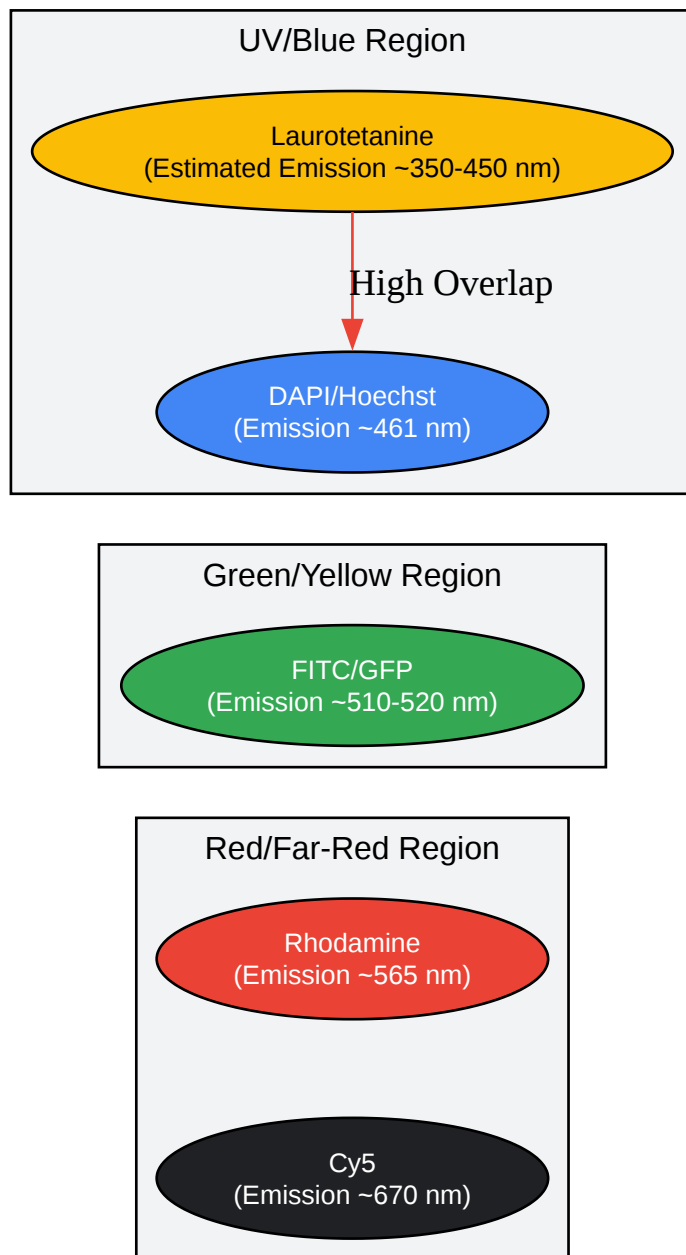 UV/Blue Region
Laurotetanine
(Estimated Emission ~350-450 nm)
High Overlap
DAPI/Hoechst
(Emission ~461 nm)
Green/Yellow Region
FITC/GFP
(Emission ~510-520 nm)
Red/Far-Red Region
Rhodamine
(Emission ~565 nm)
Cy5
(Emission ~670 nm)